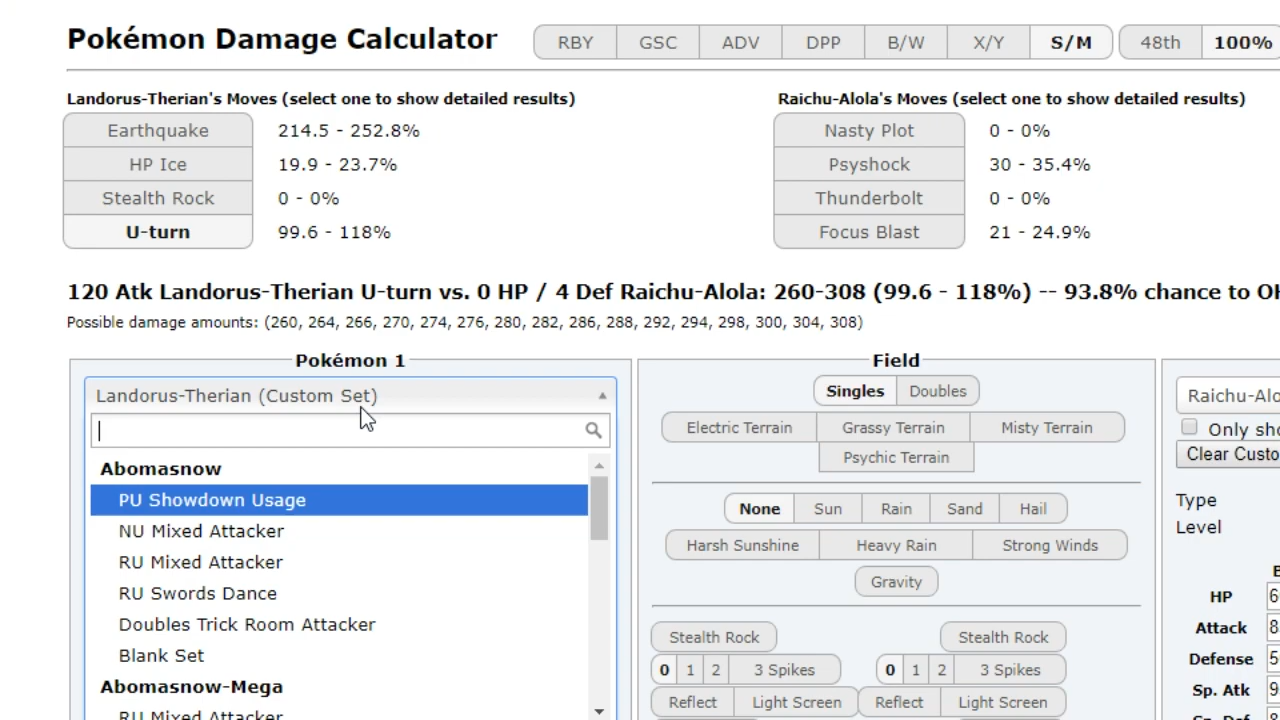 Pokémon Damage Calculator
RBY GSC ADV DPP B/W X/Y S/M 48th 100%
Landorus-Therian's Moves (select one to show detailed results)
Earthquake 214.5 - 252.8%
HP Ice 19.9 - 23.7%
Stealth Rock 0 - 0%
U-turn 99.6 - 118%
Raichu-Alola's Moves (select one to show detailed results)
Nasty Plot 0 - 0%
Psyshock 30 - 35.4%
Thunderbolt 0 - 0%
Focus Blast 21 - 24.9%
120 Atk Landorus-Therian U-turn vs. 0 HP / 4 Def Raichu-Alola: 260-308 (99.6 - 118%) -- 93.8% chance to OH
Possible damage amounts: (260, 264, 266, 270, 274, 276, 280, 282, 286, 288, 292, 294, 298, 300, 304, 308)
Pokémon 1
Landorus-Therian (Custom Set)
Abomasnow
PU Showdown Usage
NU Mixed Attacker
RU Mixed Attacker
RU Swords Dance
Doubles Trick Room Attacker
Blank Set
Abomasnow-Mega
RU Mixed Attacker
Field
Singles Doubles
Electric Terrain Grassy Terrain Misty Terrain
Psychic Terrain
None Sun Rain Sand Hail
Harsh Sunshine Heavy Rain Strong Winds
Gravity
Stealth Rock Stealth Rock
0 1 2 3 Spikes 0 1 2 3 Spikes
Reflect Light Screen Reflect Light Screen
Raichu-Alo
Only sho
Clear Custo
Type
Level
HP
Attack
Defense
Sp. Atk
Sp. Def